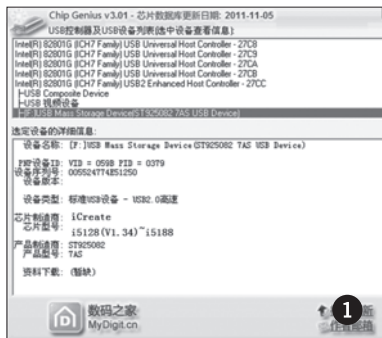 Chip Genius v3.01 - 芯片数据库更新日期: 2011-11-05
USB控制器及USB设备列表(选中设备查看信息):
Intel(R) 82801G (ICH7 Family) USB Universal Host Controller - 27C8
Intel(R) 82801G (ICH7 Family) USB Universal Host Controller - 27C9
Intel(R) 82801G (ICH7 Family) USB Universal Host Controller - 27CA
Intel(R) 82801G (ICH7 Family) USB Universal Host Controller - 27CB
Intel(R) 82801G (ICH7 Family) USB2 Enhanced Host Controller - 27CC
├USB Composite Device
├USB 视频设备
├[F:]USB Mass Storage Device(ST925082 7AS USB Device)
选定设备的详细信息:
设备名称: [F:]USB Mass Storage Device(ST925082 7AS USB Device)
PNP设备ID: VID = 059B PID = 0379
设备序列号: 005524774E51250
设备版本:
设备类型: 标准USB设备 - USB2.0高速
芯片制造商: iCreate
芯片型号: i5128(V1.34)~i5188
产品制造商: ST925082
产品型号: 7AS
资料下载: (暂缺)
数码之家
MyDigit.cn
1